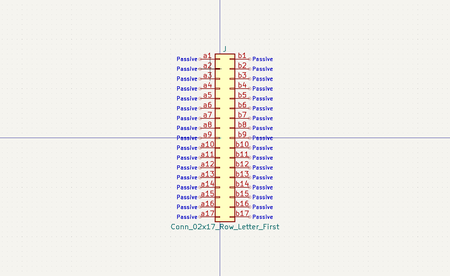 J
Passive a1 b1 Passive
Passive a2 b2 Passive
Passive a3 b3 Passive
Passive a4 b4 Passive
Passive a5 b5 Passive
Passive a6 b6 Passive
Passive a7 b7 Passive
Passive a8 b8 Passive
Passive a9 b9 Passive
Passive a10 b10 Passive
Passive a11 b11 Passive
Passive a12 b12 Passive
Passive a13 b13 Passive
Passive a14 b14 Passive
Passive a15 b15 Passive
Passive a16 b16 Passive
Passive a17 b17 Passive
Conn_02x17_Row_Letter_First